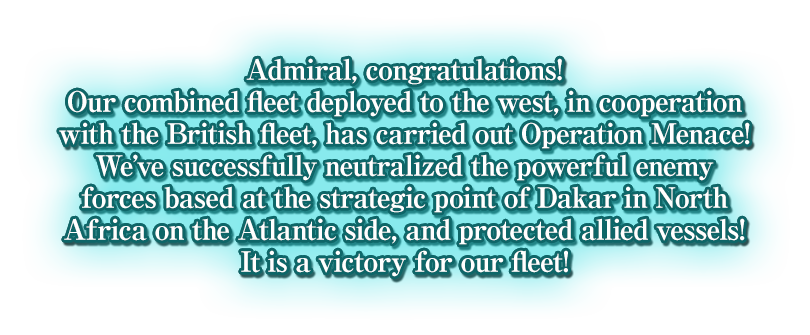 Admiral, congratulations!
Our combined fleet deployed to the west, in cooperation
with the British fleet, has carried out Operation Menace!
We've successfully neutralized the powerful enemy
forces based at the strategic point of Dakar in North
Africa on the Atlantic side, and protected allied vessels!
It is a victory for our fleet!